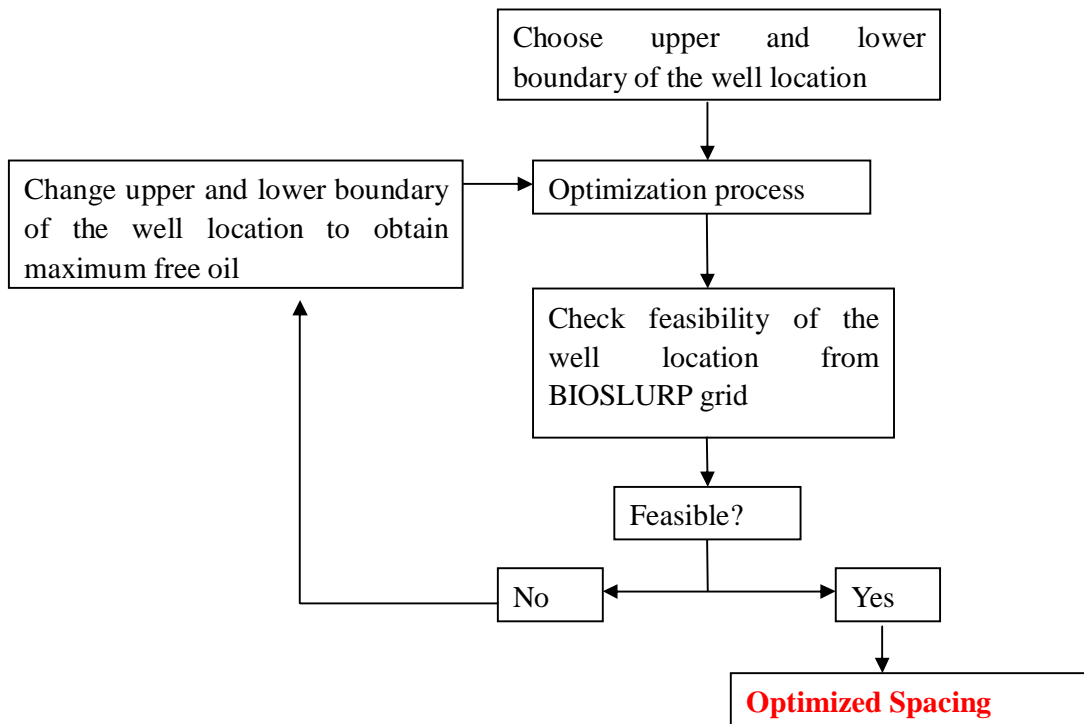 Choose upper and lower
boundary of the well location
Change upper and lower boundary
of the well location to obtain
maximum free oil
Optimization process
Check feasibility of the
well location from
BIOSLURP grid
Feasible?
No
Yes
Optimized Spacing